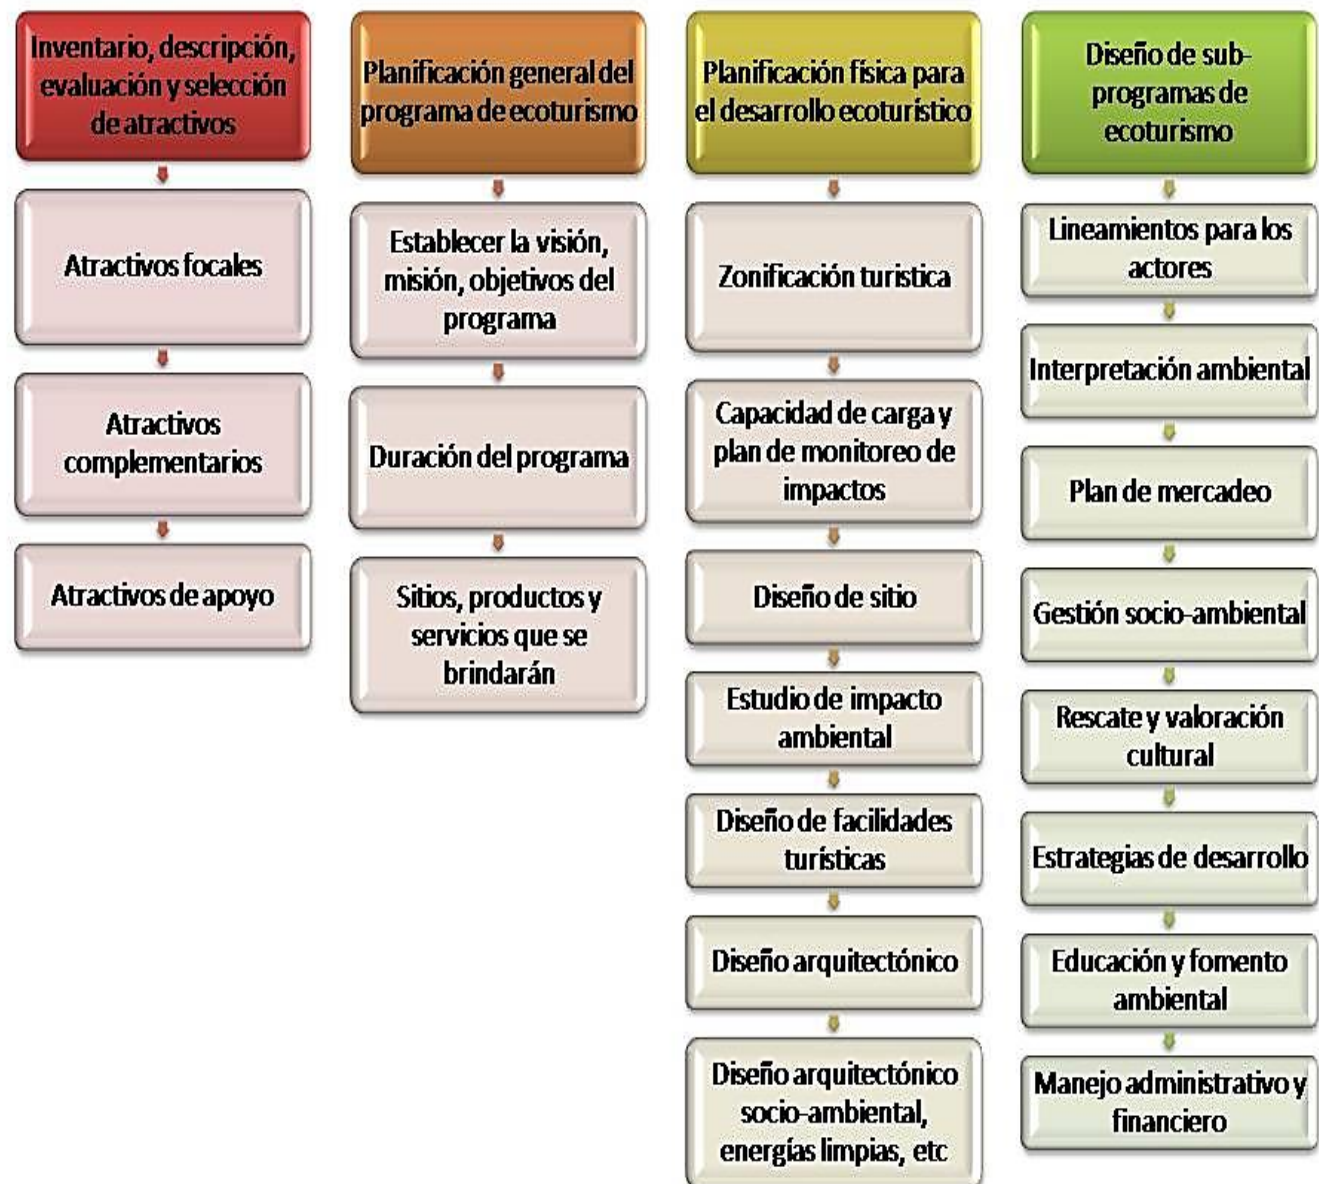 Inventario, descripción,
evaluación y selección
de atractivos
Atractivos focales
Atractivos
complementarios
Atractivos de apoyo
Planificación general del
programa de ecoturismo
Establecer la visión,
misión, objetivos del
programa
Duración del programa
Sitios, productos y
servicios que se
brindarán
Planificación física para
el desarrollo ecoturístico
Zonificación turistica
Capacidad de carga y
plan de monitoreo de
impactos
Diseño de sitio
Estudio de impacto
ambiental
Diseño de facilidades
turísticas
Diseño arquitectónico
Diseño arquitectónico
socio-ambiental,
energías limpias, etc
Diseño de sub-
programas de
ecoturismo
Lineamientos para los
actores
Interpretación ambiental
Plan de mercadeo
Gestión socio-ambiental
Rescate y valoración
cultural
Estrategias de desarrollo
Educación y fomento
ambiental
Manejo administrativo y
financiero